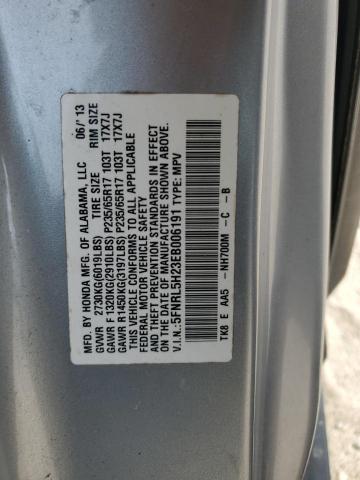 MFD. BY HONDA MFG. OF ALABAMA, LLC 06/'13
GVWR 2730KG(6019LBS) TIRE SIZE RIM SIZE
GAWR F 1320KG(2910LBS) P235/65R17 103T 17X7J
GAWR R1450KG(3197LBS) P235/65R17 103T 17X7J
THIS VEHICLE CONFORMS TO ALL APPLICABLE
FEDERAL MOTOR VEHICLE SAFETY, BUMPER, AND
THEFT PREVENTION STANDARDS IN EFFECT ON
THE DATE OF MANUFACTURE SHOWN ABOVE.
V.I.N.: 5FNRL5H23EB006191 TYPE: MPV
TK8 E AA5 -NH700M -C -B